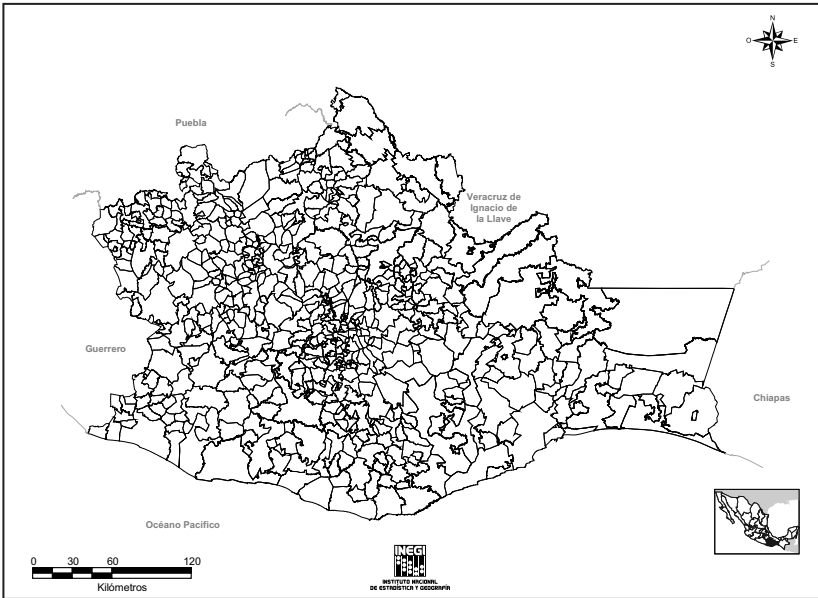 N
O E
S
Puebla
Veracruz de
Ignacio de
la Llave
Guerrero
Chiapas
Océano Pacifico
0 30 60 120
Kilómetros
INEGI
INSTITUTO NACIONAL
DE ESTADÍSTICA Y GEOGRAFÍA